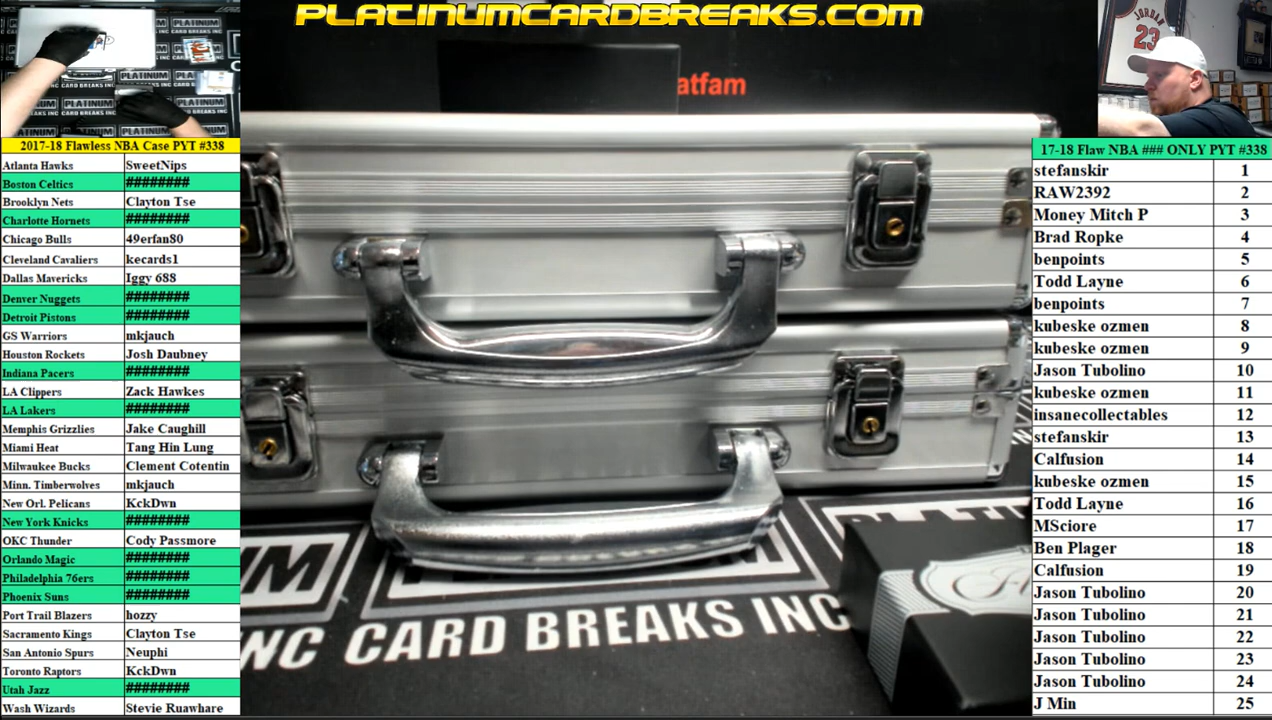 PLATINUMCARDBREAKS.COM
atfam
JORDAN
23
PLATINUM
CARD BREAKS INC
2017-18 Flawless NBA Case PYT #338
Atlanta Hawks SweetNips
Boston Celtics ########
Brooklyn Nets Clayton Tse
Charlotte Hornets ########
Chicago Bulls 49erfan80
Cleveland Cavaliers kecards1
Dallas Mavericks Iggy 688
Denver Nuggets ########
Detroit Pistons ########
GS Warriors mkjauch
Houston Rockets Josh Daubney
Indiana Pacers ########
LA Clippers Zack Hawkes
LA Lakers ########
Memphis Grizzlies Jake Caughill
Miami Heat Tang Hin Lung
Milwaukee Bucks Clement Cotentin
Minn. Timberwolves mkjauch
New Orl. Pelicans KckDwn
New York Knicks ########
OKC Thunder Cody Passmore
Orlando Magic ########
Philadelphia 76ers ########
Phoenix Suns ########
Port Trail Blazers hozzy
Sacramento Kings Clayton Tse
San Antonio Spurs Neuphi
Toronto Raptors KckDwn
Utah Jazz ########
Wash Wizards Stevie Ruawhare
PLATINUM
NC CARD BREAKS INC
17-18 Flaw NBA ### ONLY PYT #338
stefanskir 1
RAW2392 2
Money Mitch P 3
Brad Ropke 4
benpoints 5
Todd Layne 6
benpoints 7
kubeske ozmen 8
kubeske ozmen 9
Jason Tubolino 10
kubeske ozmen 11
insanecollectables 12
stefanskir 13
Calfusion 14
kubeske ozmen 15
Todd Layne 16
MSciore 17
Ben Plager 18
Calfusion 19
Jason Tubolino 20
Jason Tubolino 21
Jason Tubolino 22
Jason Tubolino 23
Jason Tubolino 24
J Min 25